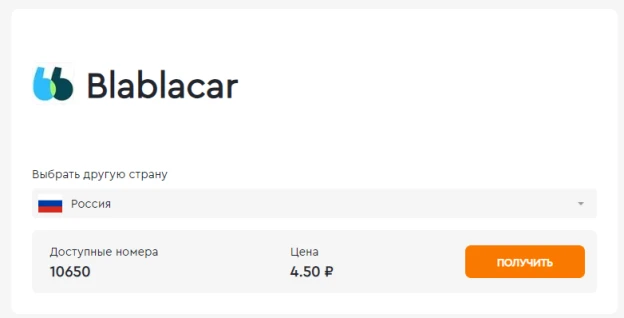 Blablacar
Выбрать другую страну
Россия
Доступные номера
10650
Цена
4.50 ₽
ПОЛУЧИТЬ